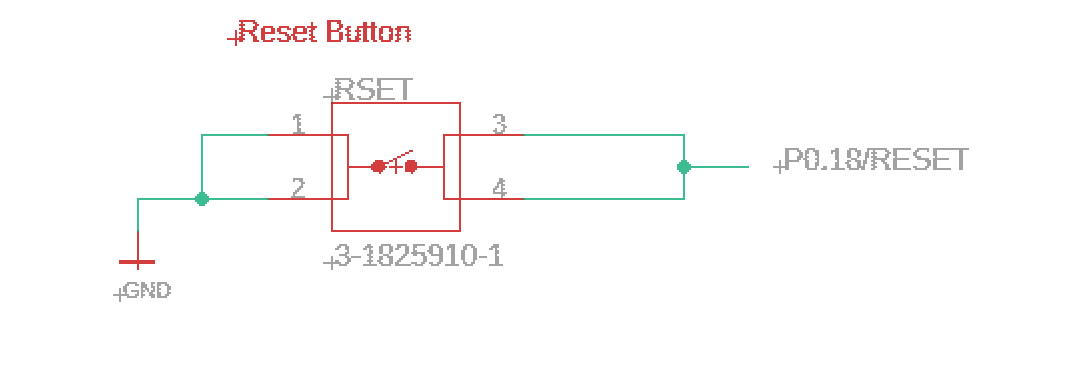 Reset Button
RSET
1
3
P0.18/RESET
2
4
3-1825910-1
GND